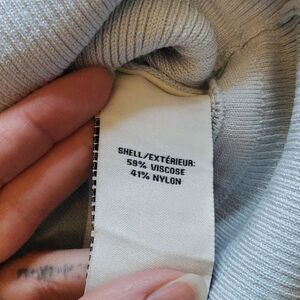 SHELL/EXTÉRIEUR:
59% VISCOSE
41% NYLON